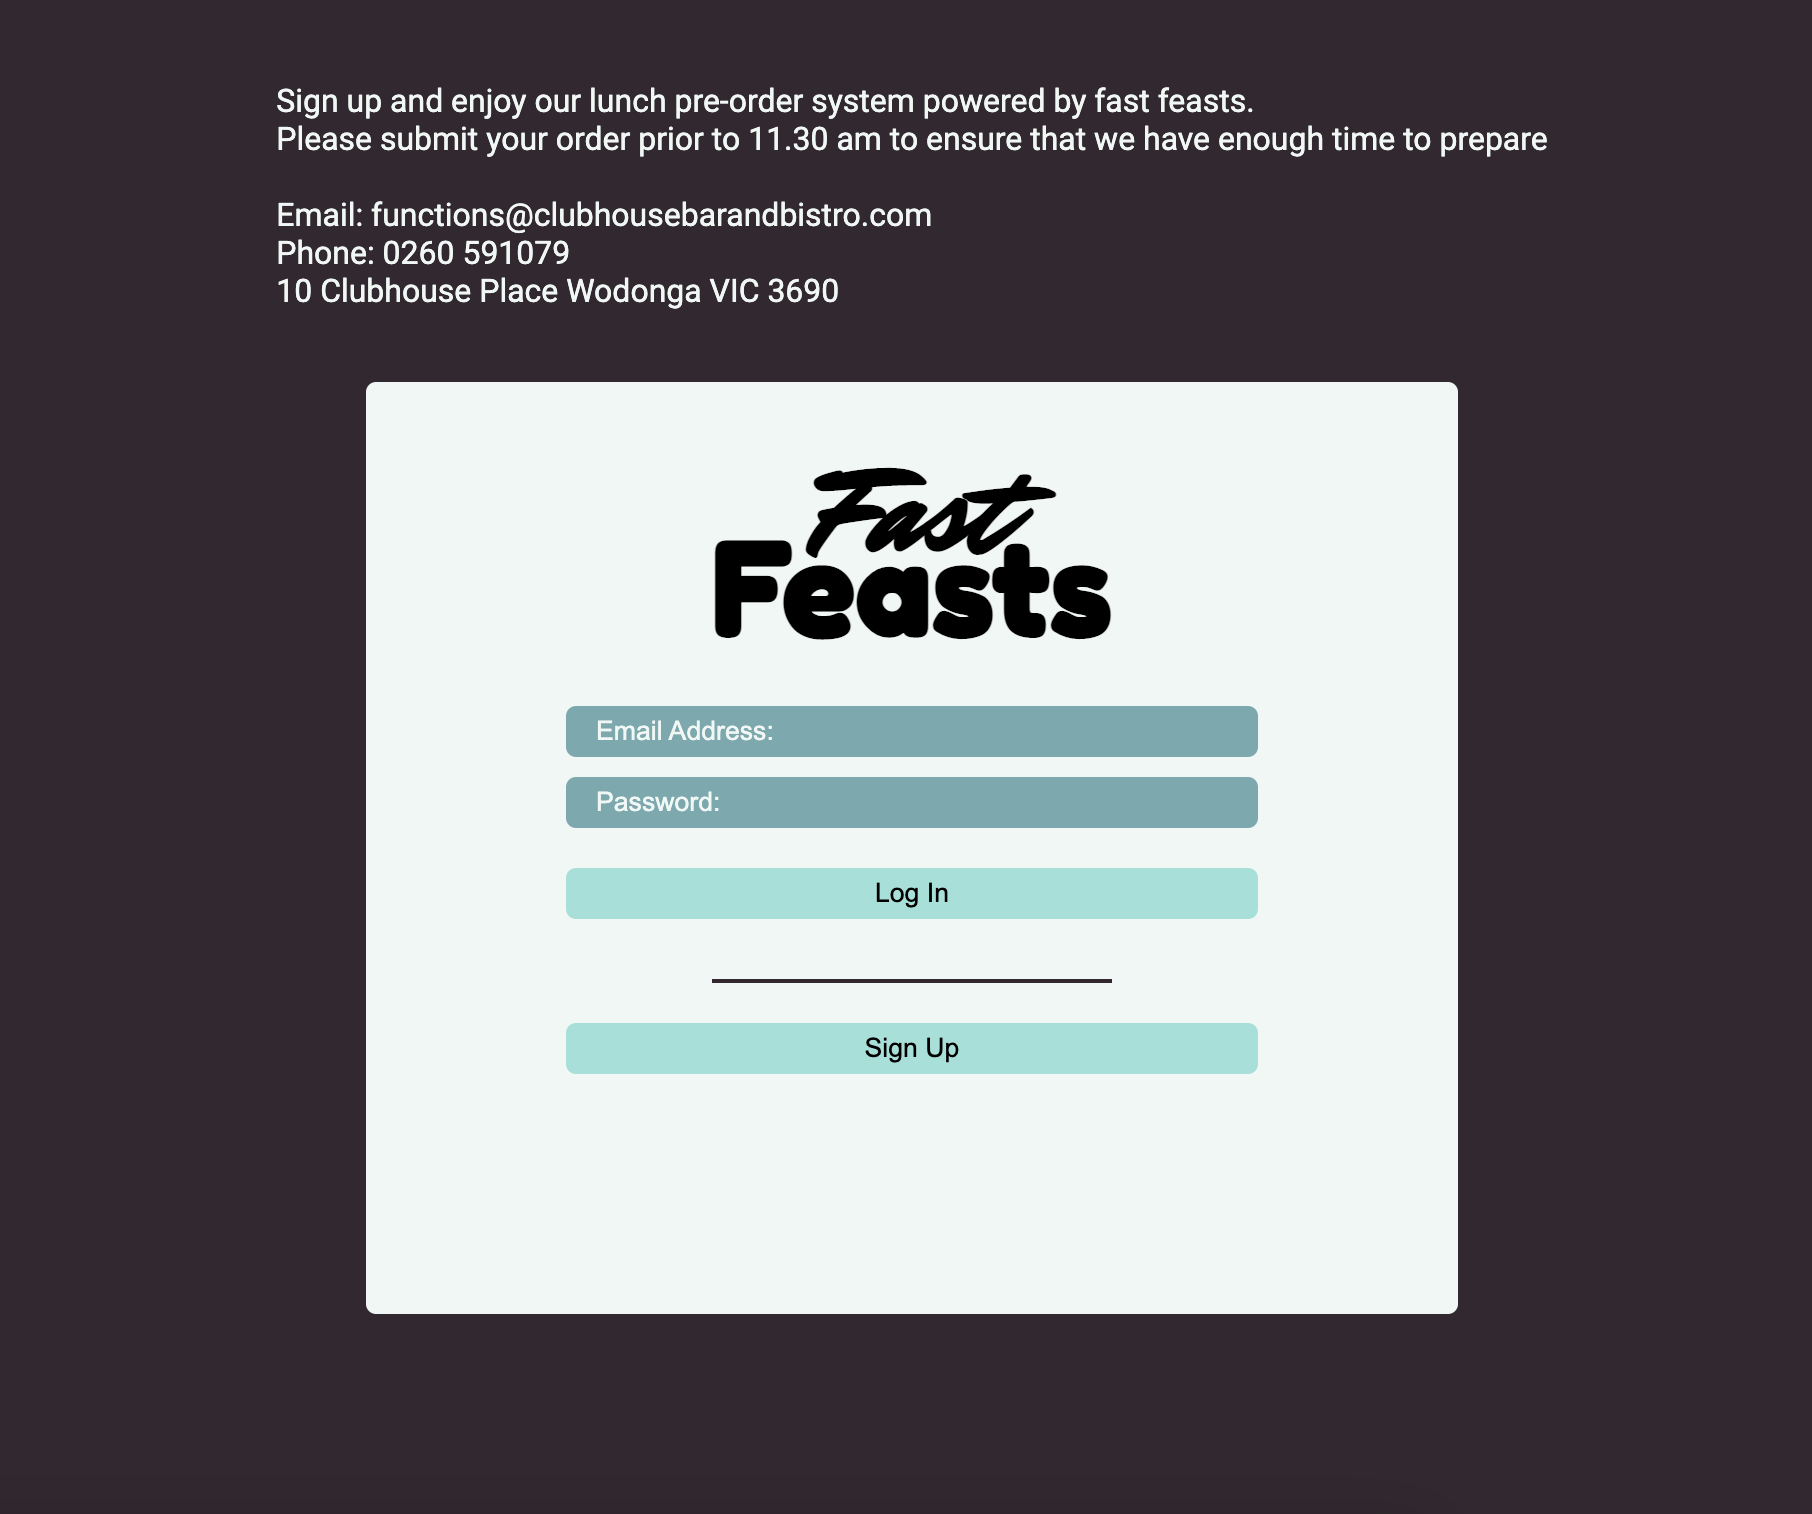 Sign up and enjoy our lunch pre-order system powered by fast feasts.
Please submit your order prior to 11.30 am to ensure that we have enough time to prepare
Email: functions@clubhousebarandbistro.com
Phone: 0260 591079
10 Clubhouse Place Wodonga VIC 3690
Fast
Feasts
Email Address:
Password:
Log In
Sign Up